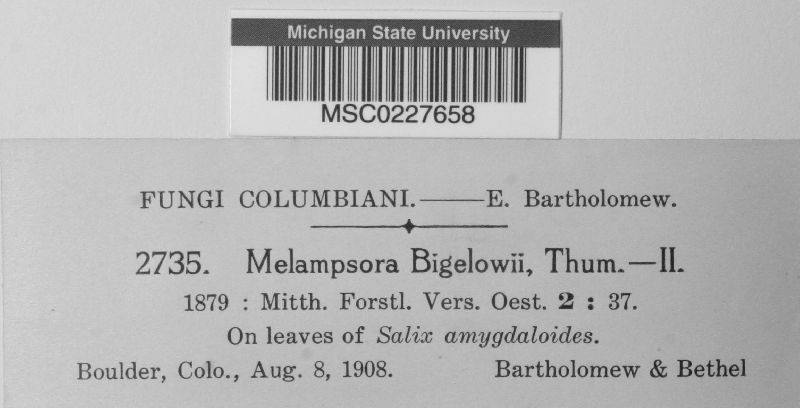 Michigan State University
MSC0227658
FUNGI COLUMBIANI.——E. Bartholomew.
2735. Melampsora Bigelowii, Thum.—II.
1879 : Mitth. Forstl. Vers. Oest. 2 : 37.
On leaves of Salix amygdaloides.
Boulder, Colo., Aug. 8, 1908. Bartholomew & Bethel